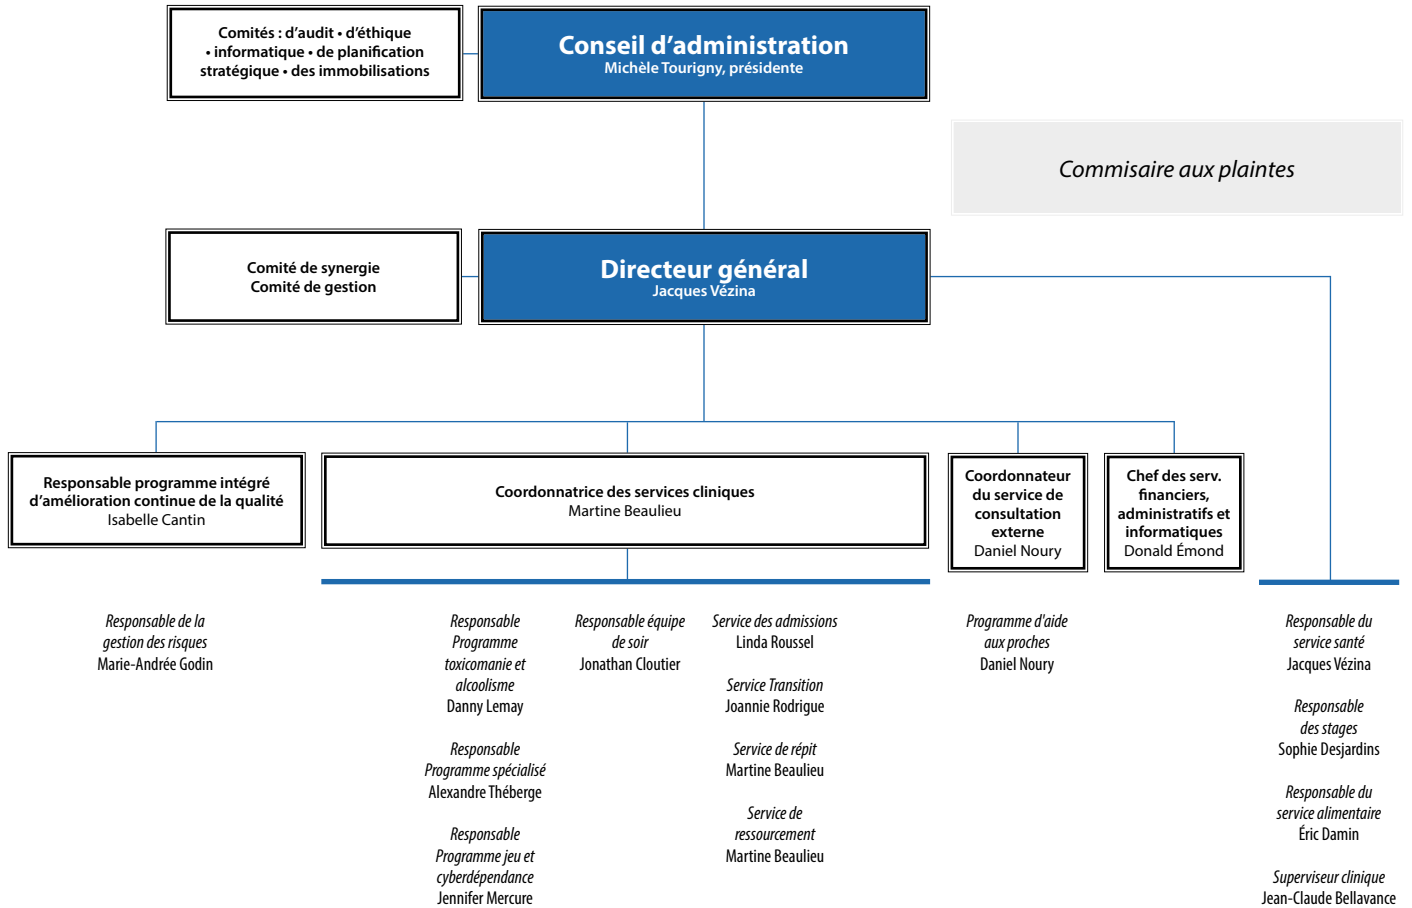 Comités : d'audit • d'éthique
• informatique • de planification
stratégique • des immobilisations
Conseil d'administration
Michèle Tourigny, présidente
Commisaire aux plaintes
Comité de synergie
Comité de gestion
Directeur général
Jacques Vézina
Responsable programme intégré
d'amélioration continue de la qualité
Isabelle Cantin
Coordonnatrice des services cliniques
Martine Beaulieu
Coordonnateur
du service de
consultation
externe
Daniel Noury
Chef des serv.
financiers,
administratifs et
informatiques
Donald Émond
Responsable de la
gestion des risques
Marie-Andrée Godin
Responsable
Programme
toxicomanie et
alcoolisme
Danny Lemay
Responsable
Programme spécialisé
Alexandre Théberge
Responsable
Programme jeu et
cyberdépendance
Jennifer Mercure
Responsable équipe
de soir
Jonathan Cloutier
Service des admissions
Linda Roussel
Service Transition
Joannie Rodrigue
Service de répit
Martine Beaulieu
Service de
ressourcement
Martine Beaulieu
Programme d'aide
aux proches
Daniel Noury
Responsable du
service santé
Jacques Vézina
Responsable
des stages
Sophie Desjardins
Responsable du
service alimentaire
Éric Damin
Superviseur clinique
Jean-Claude Bellavance